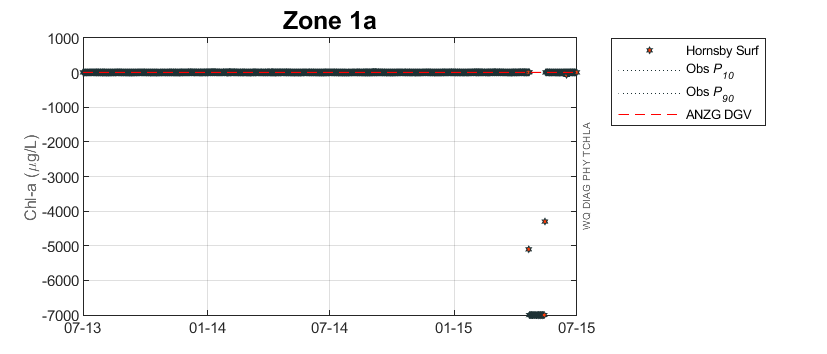 Zone 1a
1000
0
-1000
-2000
-3000
-4000
-5000
-6000
-7000
Chl-a (μg/L)
07-13
01-14
07-14
01-15
07-15
WQ DIAG PHY TCHLA
Hornsby Surf
Obs P10
Obs P90
ANZG DGV